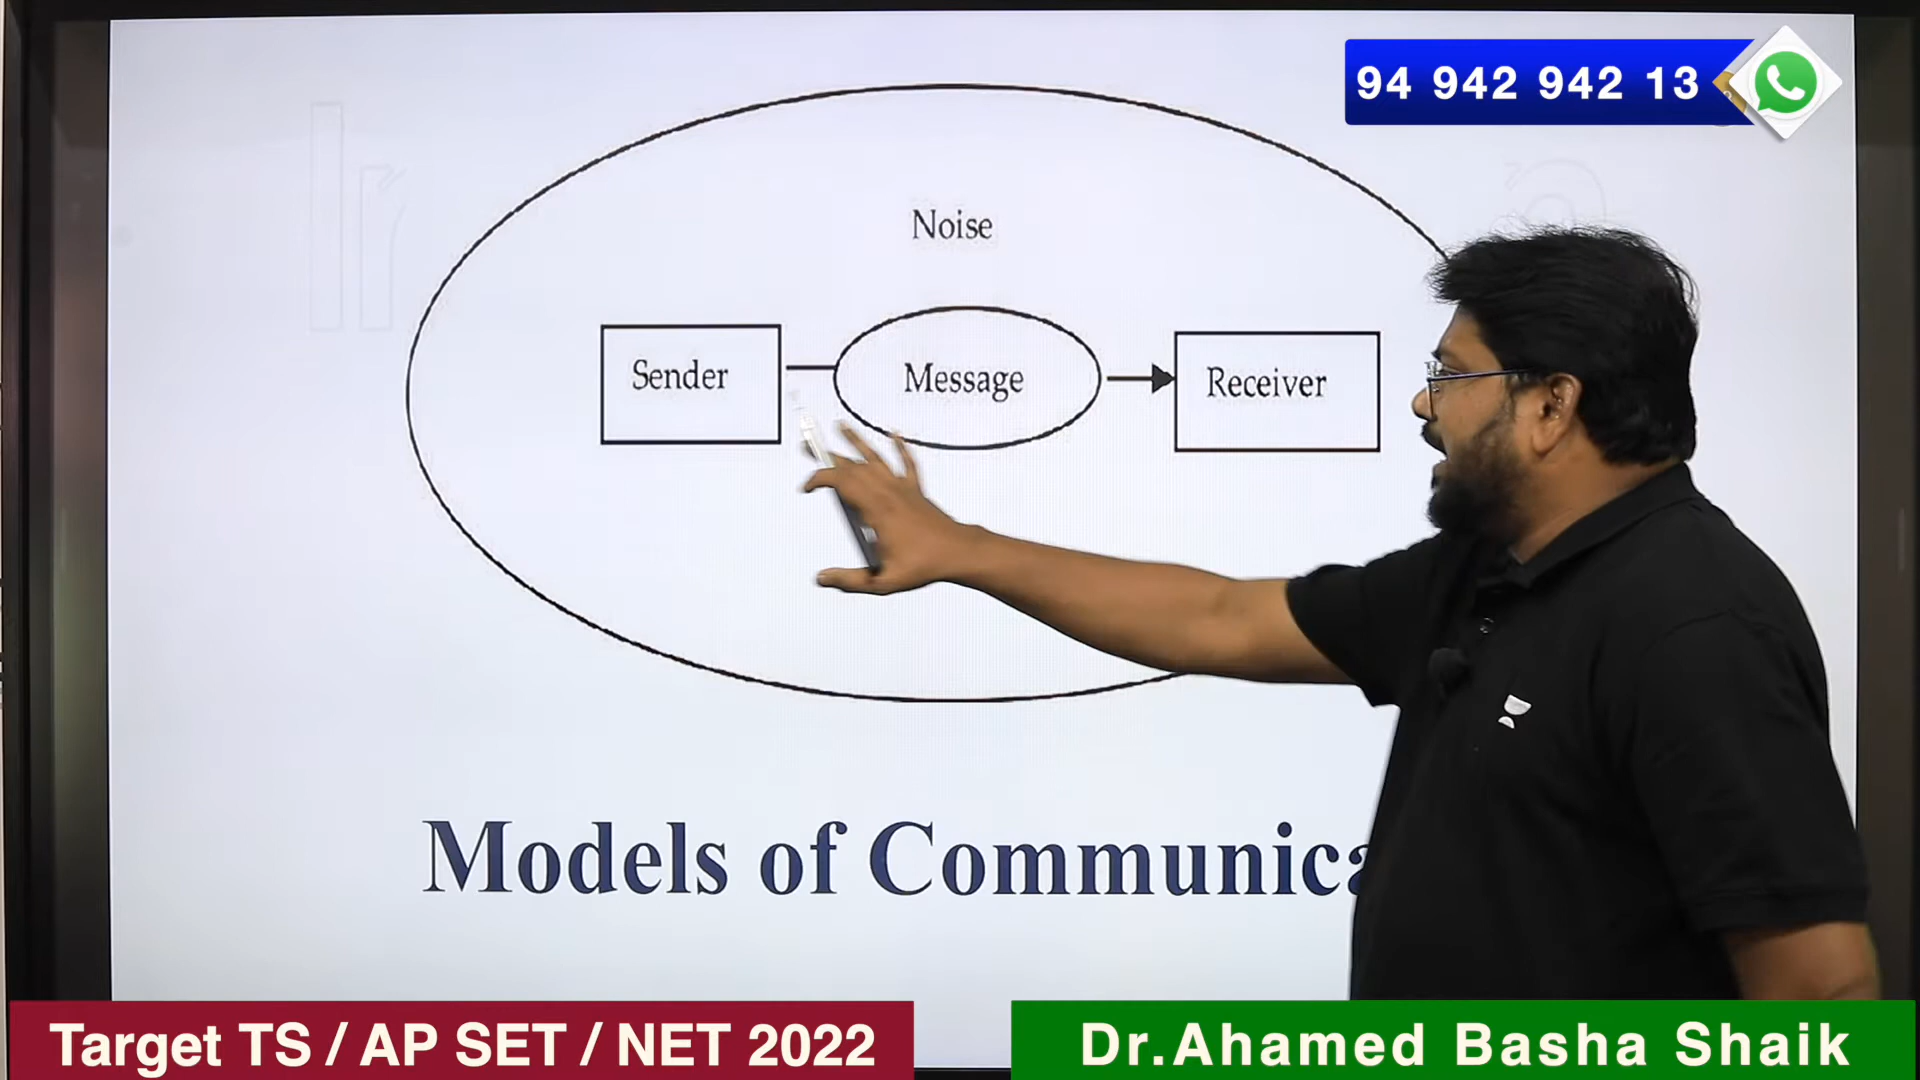 94 942 942 13
Noise
Sender
Message
Receiver
Models of
Target TS / AP SET / NET 2022
Dr.Ahamed Basha Shaik